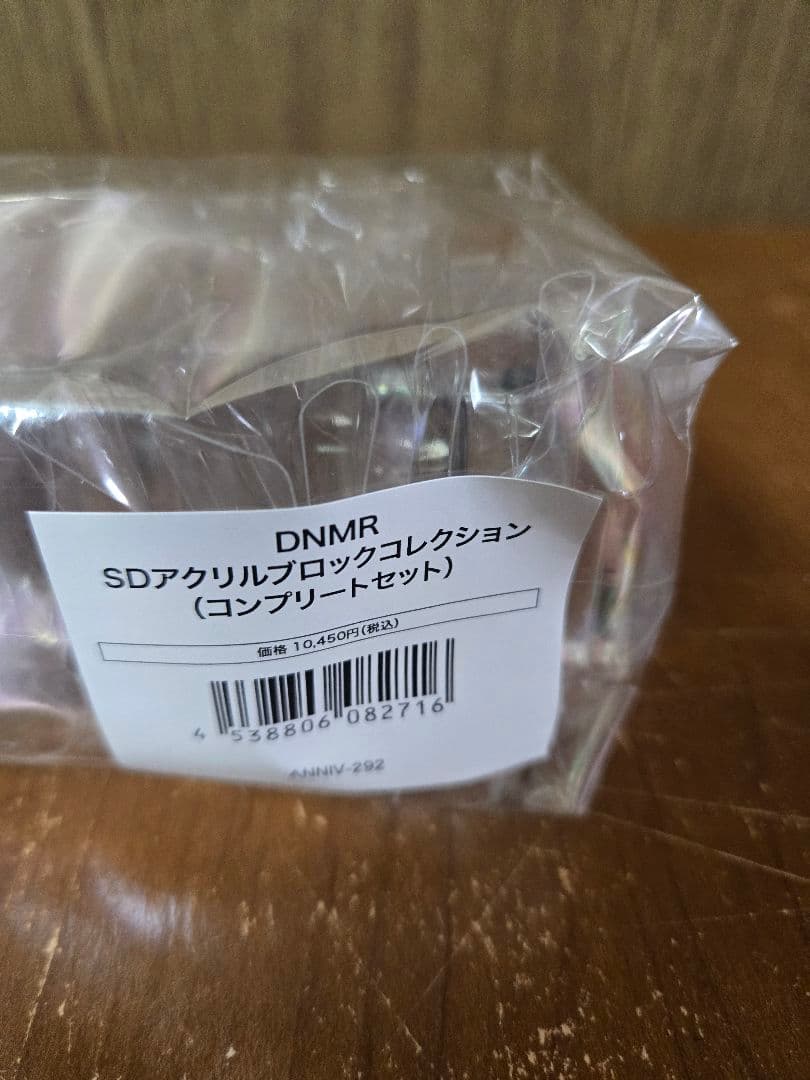 DNMR
SDアクリルブロックコレクション
（コンプリートセット）
価格 10,450円(税込)
4 538806 082716
ANNIV-292